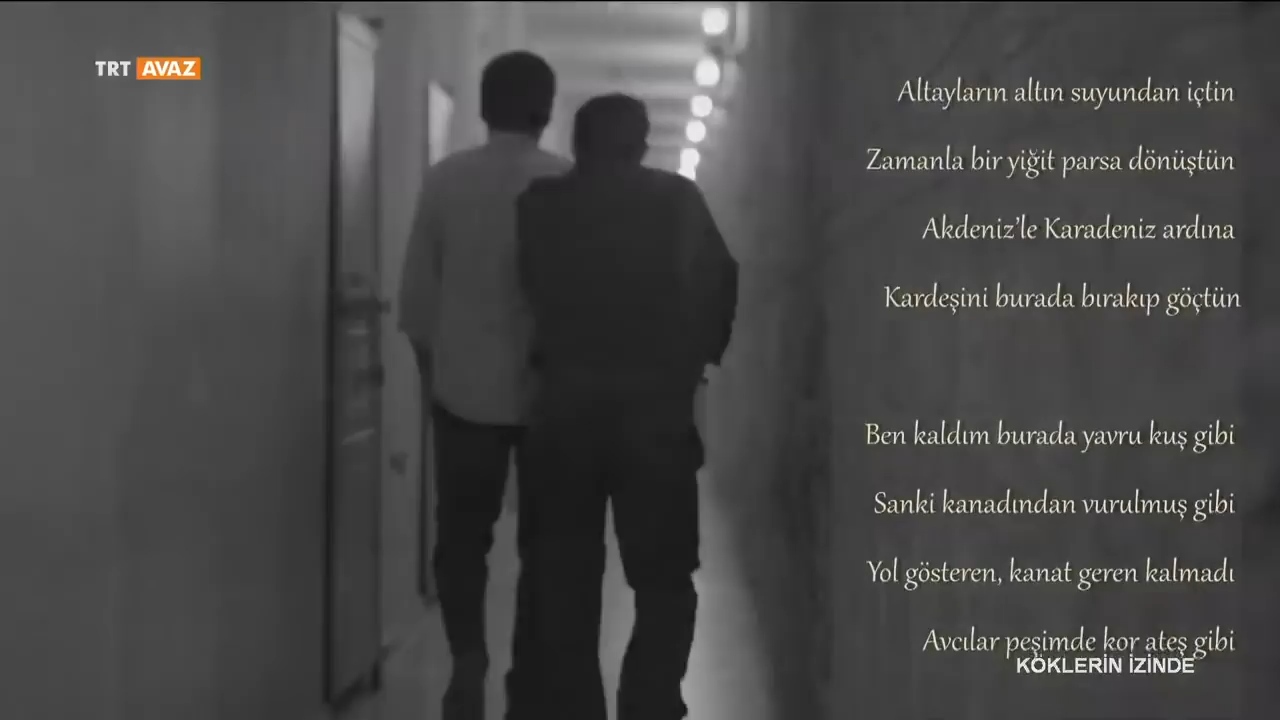 TRT AVAZ
Altayların altın suyundan içtin
Zamanla bir yiğit parsa dönüştün
Akdeniz'le Karadeniz ardına
Kardeşini burada bırakıp göçtün
Ben kaldım burada yavru kuş gibi
Sanki kanadından vurulmuş gibi
Yol gösteren, kanat geren kalmadı
Avcılar peşimde kor ateş gibi
KÖKLERİN İZİNDE